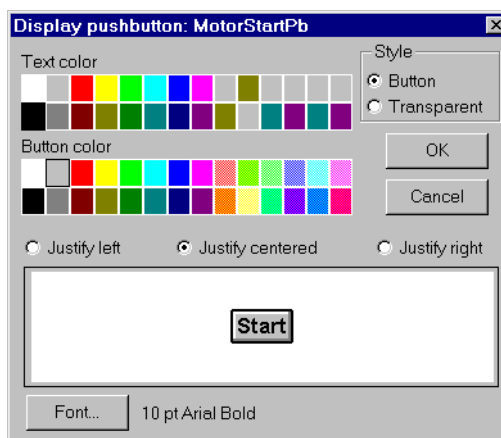 Display pushbutton: MotorStartPb
Text color
Style
Button
Transparent
Button color
OK
Cancel
Justify left
Justify centered
Justify right
Start
Font...
10 pt Arial Bold